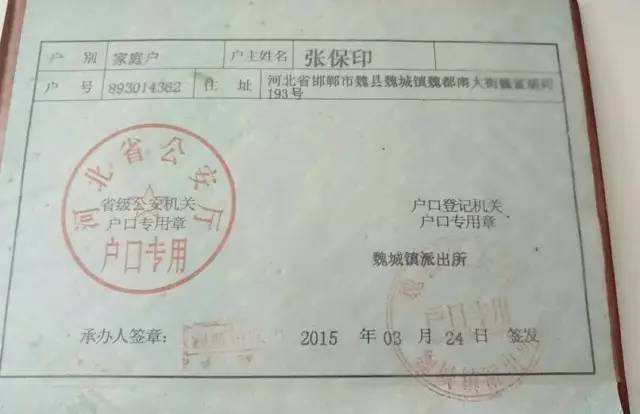 户 别 家庭户 户主姓名 张保印
户 号 893014362 住 址 河北省邯郸市魏县魏城镇魏都南大街
193号
河北省公安厅
省级公安机关
户口专用章
户口专用
户口登记机关
户口专用章
魏城镇派出所
户口专用
承办人签章: 2015 年 03 月 24 日 签发